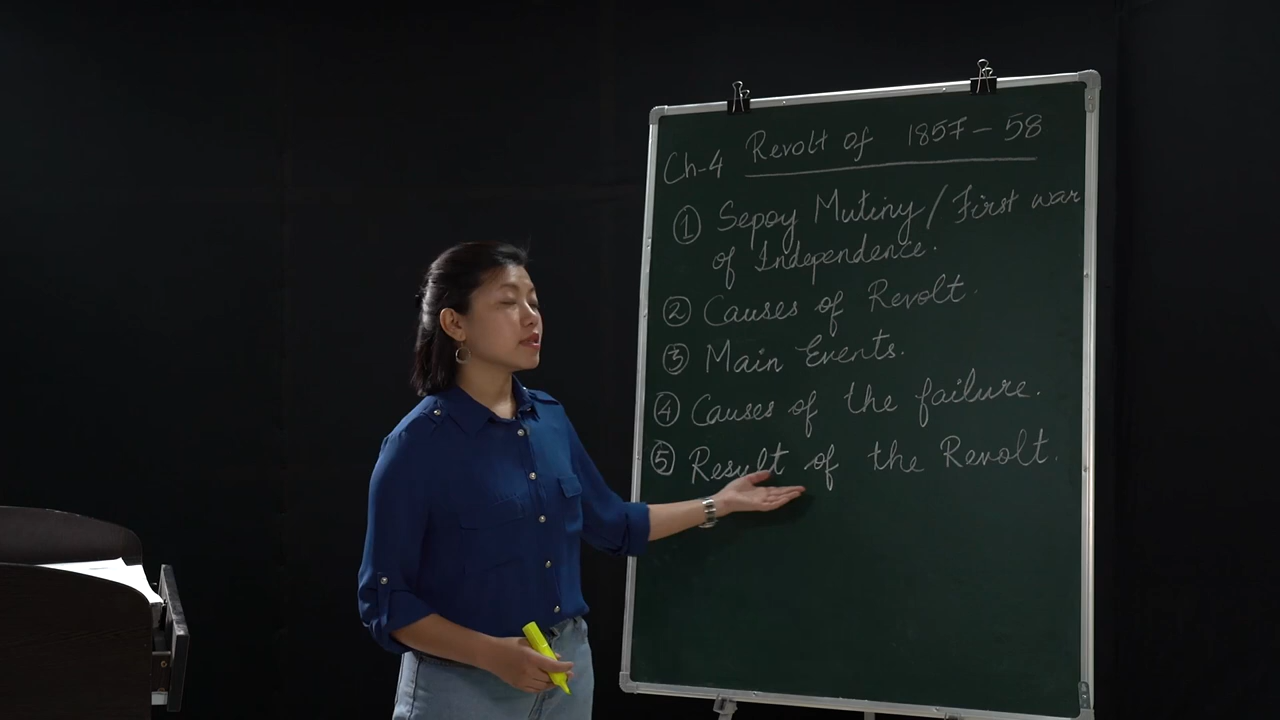 Ch-4 Revolt of 1857-58
① Sepoy Mutiny / First war
of Independence.
② Causes of Revolt.
③ Main Events.
④ Causes of the failure.
⑤ Result of the Revolt.